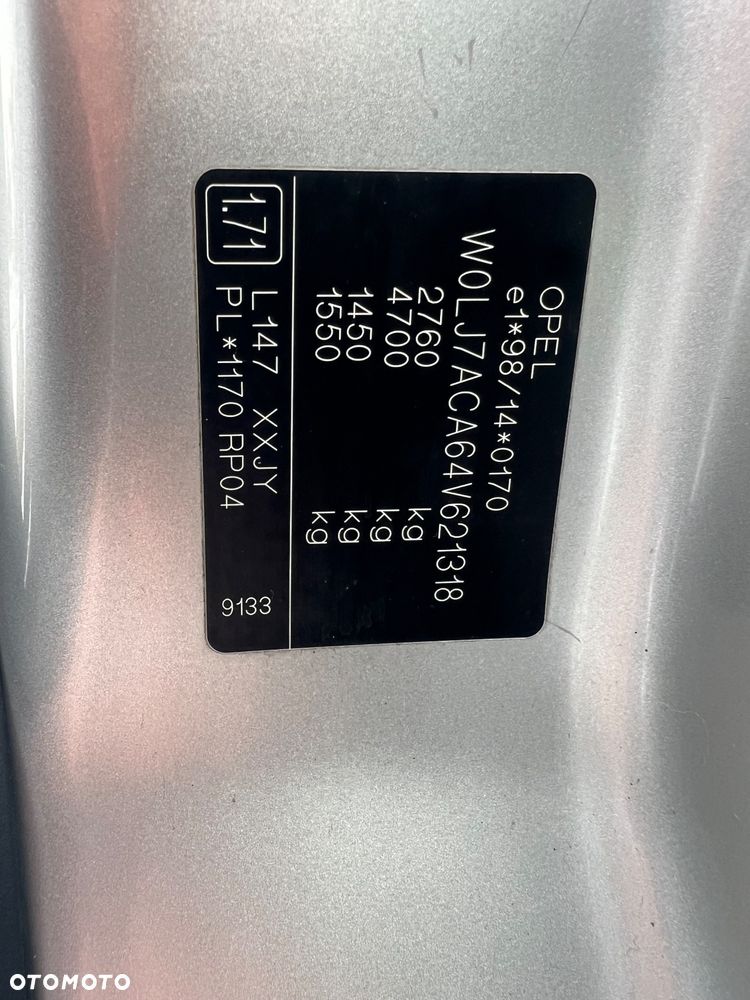 OPEL
e1*98/14*0170
W0LJ7ACA64V621318
2760 kg
4700 kg
1450 kg
1550 kg
1.71
L147 XXJY
PL*1170 RP04
9133
OTOMOTO